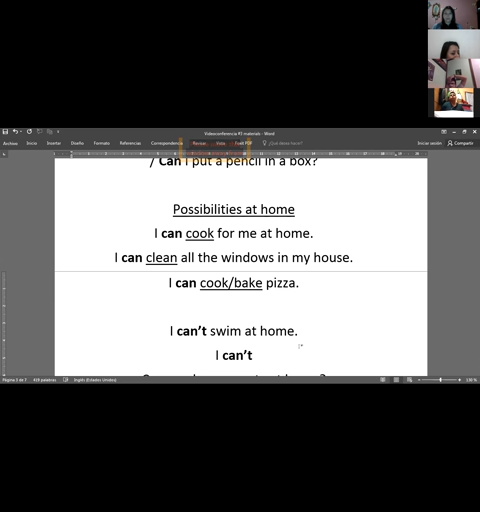 Videoconferencia #3 materials - Word
Archivo Inicio Insertar Diseño Formato Referencias Correspondencia Revisar Vista Foxit PDF ¿Qué desea hacer? Iniciar sesión Compartir
/ Can I put a pencil in a box?
Possibilities at home
I can cook for me at home.
I can clean all the windows in my house.
I can cook/bake pizza.
I can't swim at home.
I can't
Inglés (Estados Unidos)